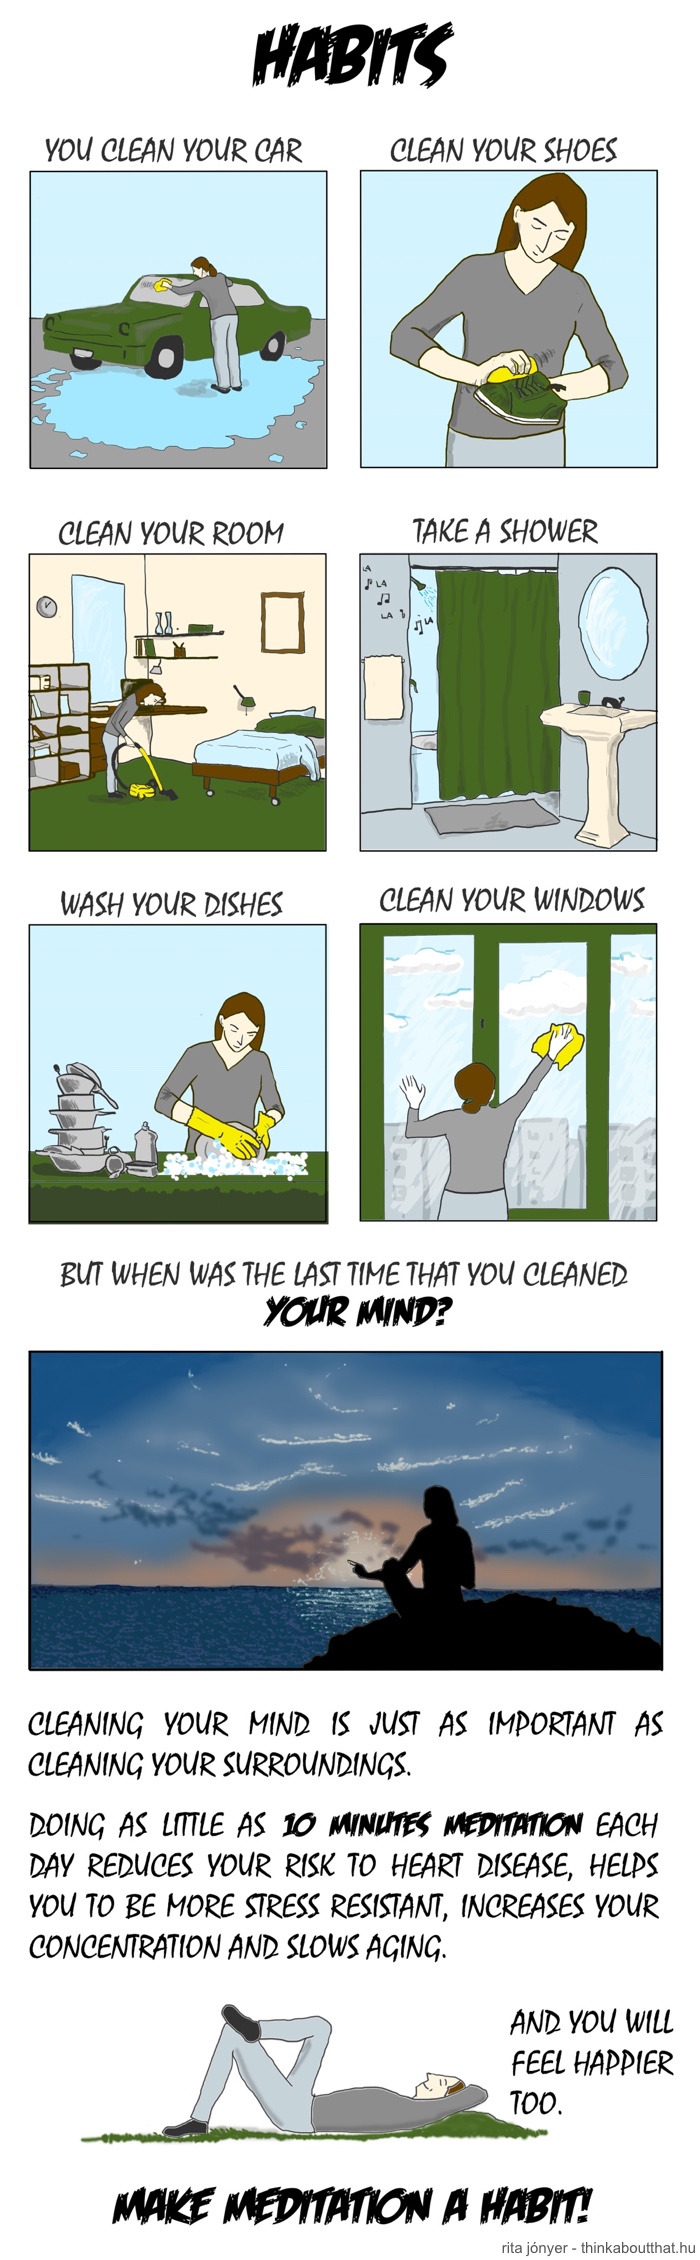 HABITS
YOU CLEAN YOUR CAR
CLEAN YOUR SHOES
CLEAN YOUR ROOM
TAKE A SHOWER
LA
LA
LA
LA
WASH YOUR DISHES
CLEAN YOUR WINDOWS
BUT WHEN WAS THE LAST TIME THAT YOU CLEANED
YOUR MIND?
CLEANING YOUR MIND IS JUST AS IMPORTANT AS
CLEANING YOUR SURROUNDINGS.
DOING AS LITTLE AS 10 MINUTES MEDITATION EACH
DAY REDUCES YOUR RISK TO HEART DISEASE, HELPS
YOU TO BE MORE STRESS RESISTANT, INCREASES YOUR
CONCENTRATION AND SLOWS AGING.
AND YOU WILL
FEEL HAPPIER
TOO.
MAKE MEDITATION A HABIT!
rita jónyer - thinkaboutthat.hu